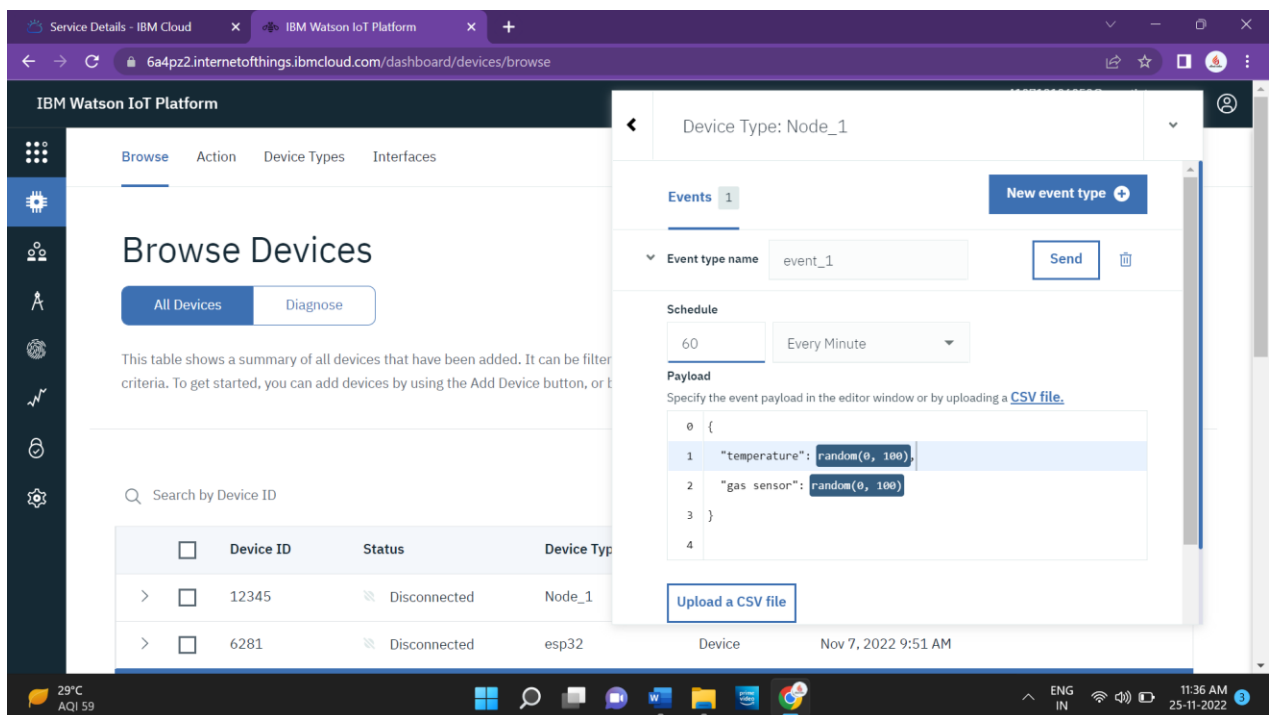 Service Details - IBM Cloud
IBM Watson IoT Platform
6a4pz2.internetofthings.ibmcloud.com/dashboard/devices/browse
IBM Watson IoT Platform
Browse Action Device Types Interfaces
Browse Devices
All Devices Diagnose
This table shows a summary of all devices that have been added. It can be filter
criteria. To get started, you can add devices by using the Add Device button, or b
Search by Device ID
Device ID Status Device Typ
12345 Disconnected Node_1
6281 Disconnected esp32 Device Nov 7, 2022 9:51 AM
Device Type: Node_1
Events 1
New event type
Event type name event_1 Send
Schedule
60 Every Minute
Payload
Specify the event payload in the editor window or by uploading a CSV file.
0 {
1 "temperature": random(0, 100),
2 "gas sensor": random(0, 100)
3 }
4
Upload a CSV file
29°C
AQI 59
ENG
IN
11:36 AM
25-11-2022
3